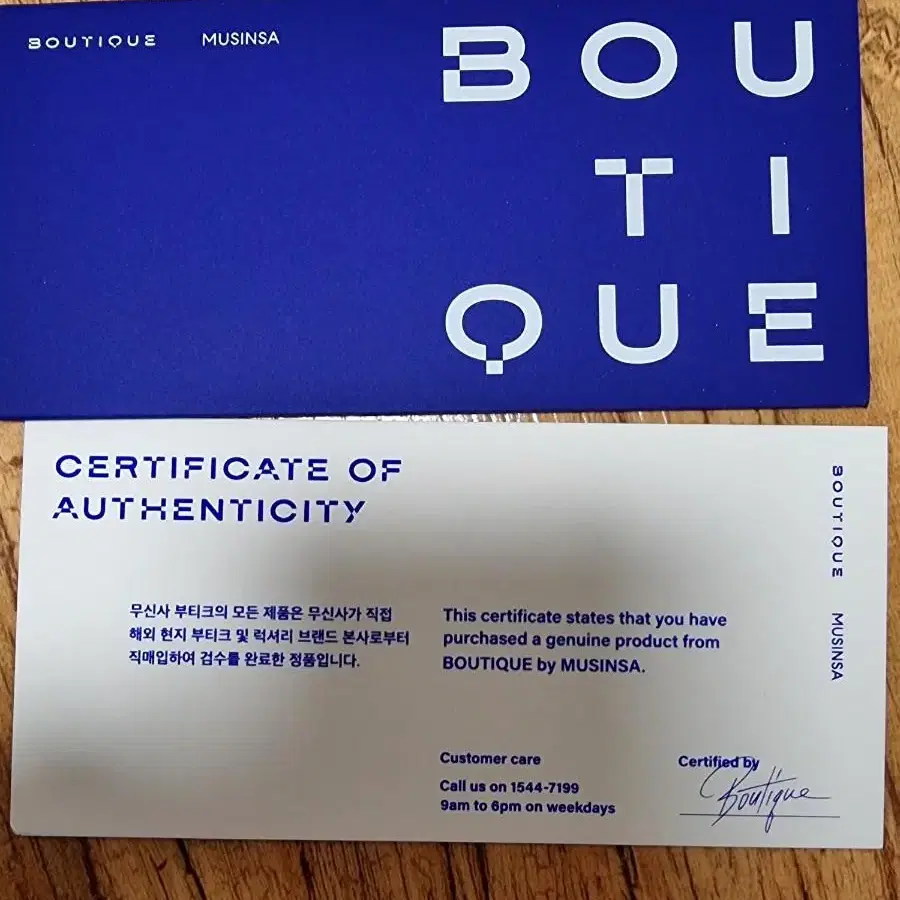 BOUTIQUE MUSINSA
BOU
TI
QUE
CERTIFICATE OF
AUTHENTICITY
무신사 부티크의 모든 제품은 무신사가 직접
해외 현지 부티크 및 럭셔리 브랜드 본사로부터
직매입하여 검수를 완료한 정품입니다.
This certificate states that you have
purchased a genuine product from
BOUTIQUE by MUSINSA.
Customer care
Call us on 1544-7199
9am to 6pm on weekdays
Certified by
Boutique
BOUTIQUE MUSINSA